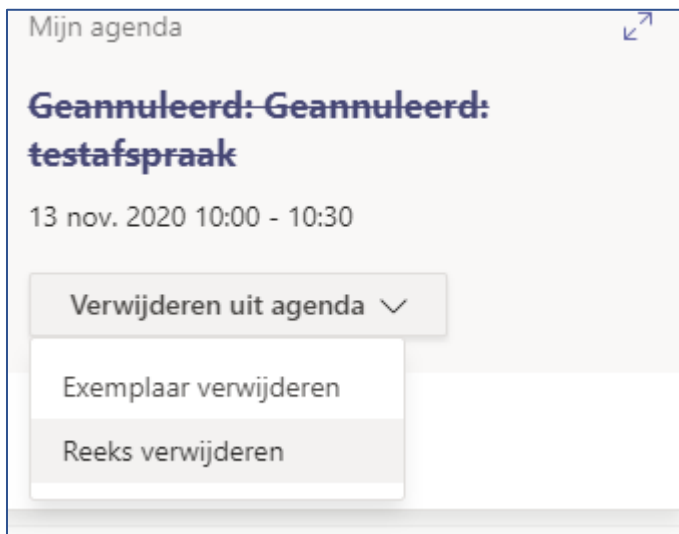 Mijn agenda
Geannuleerd: Geannuleerd:
testafspraak
13 nov. 2020 10:00 - 10:30
Verwijderen uit agenda
Exemplaar verwijderen
Reeks verwijderen